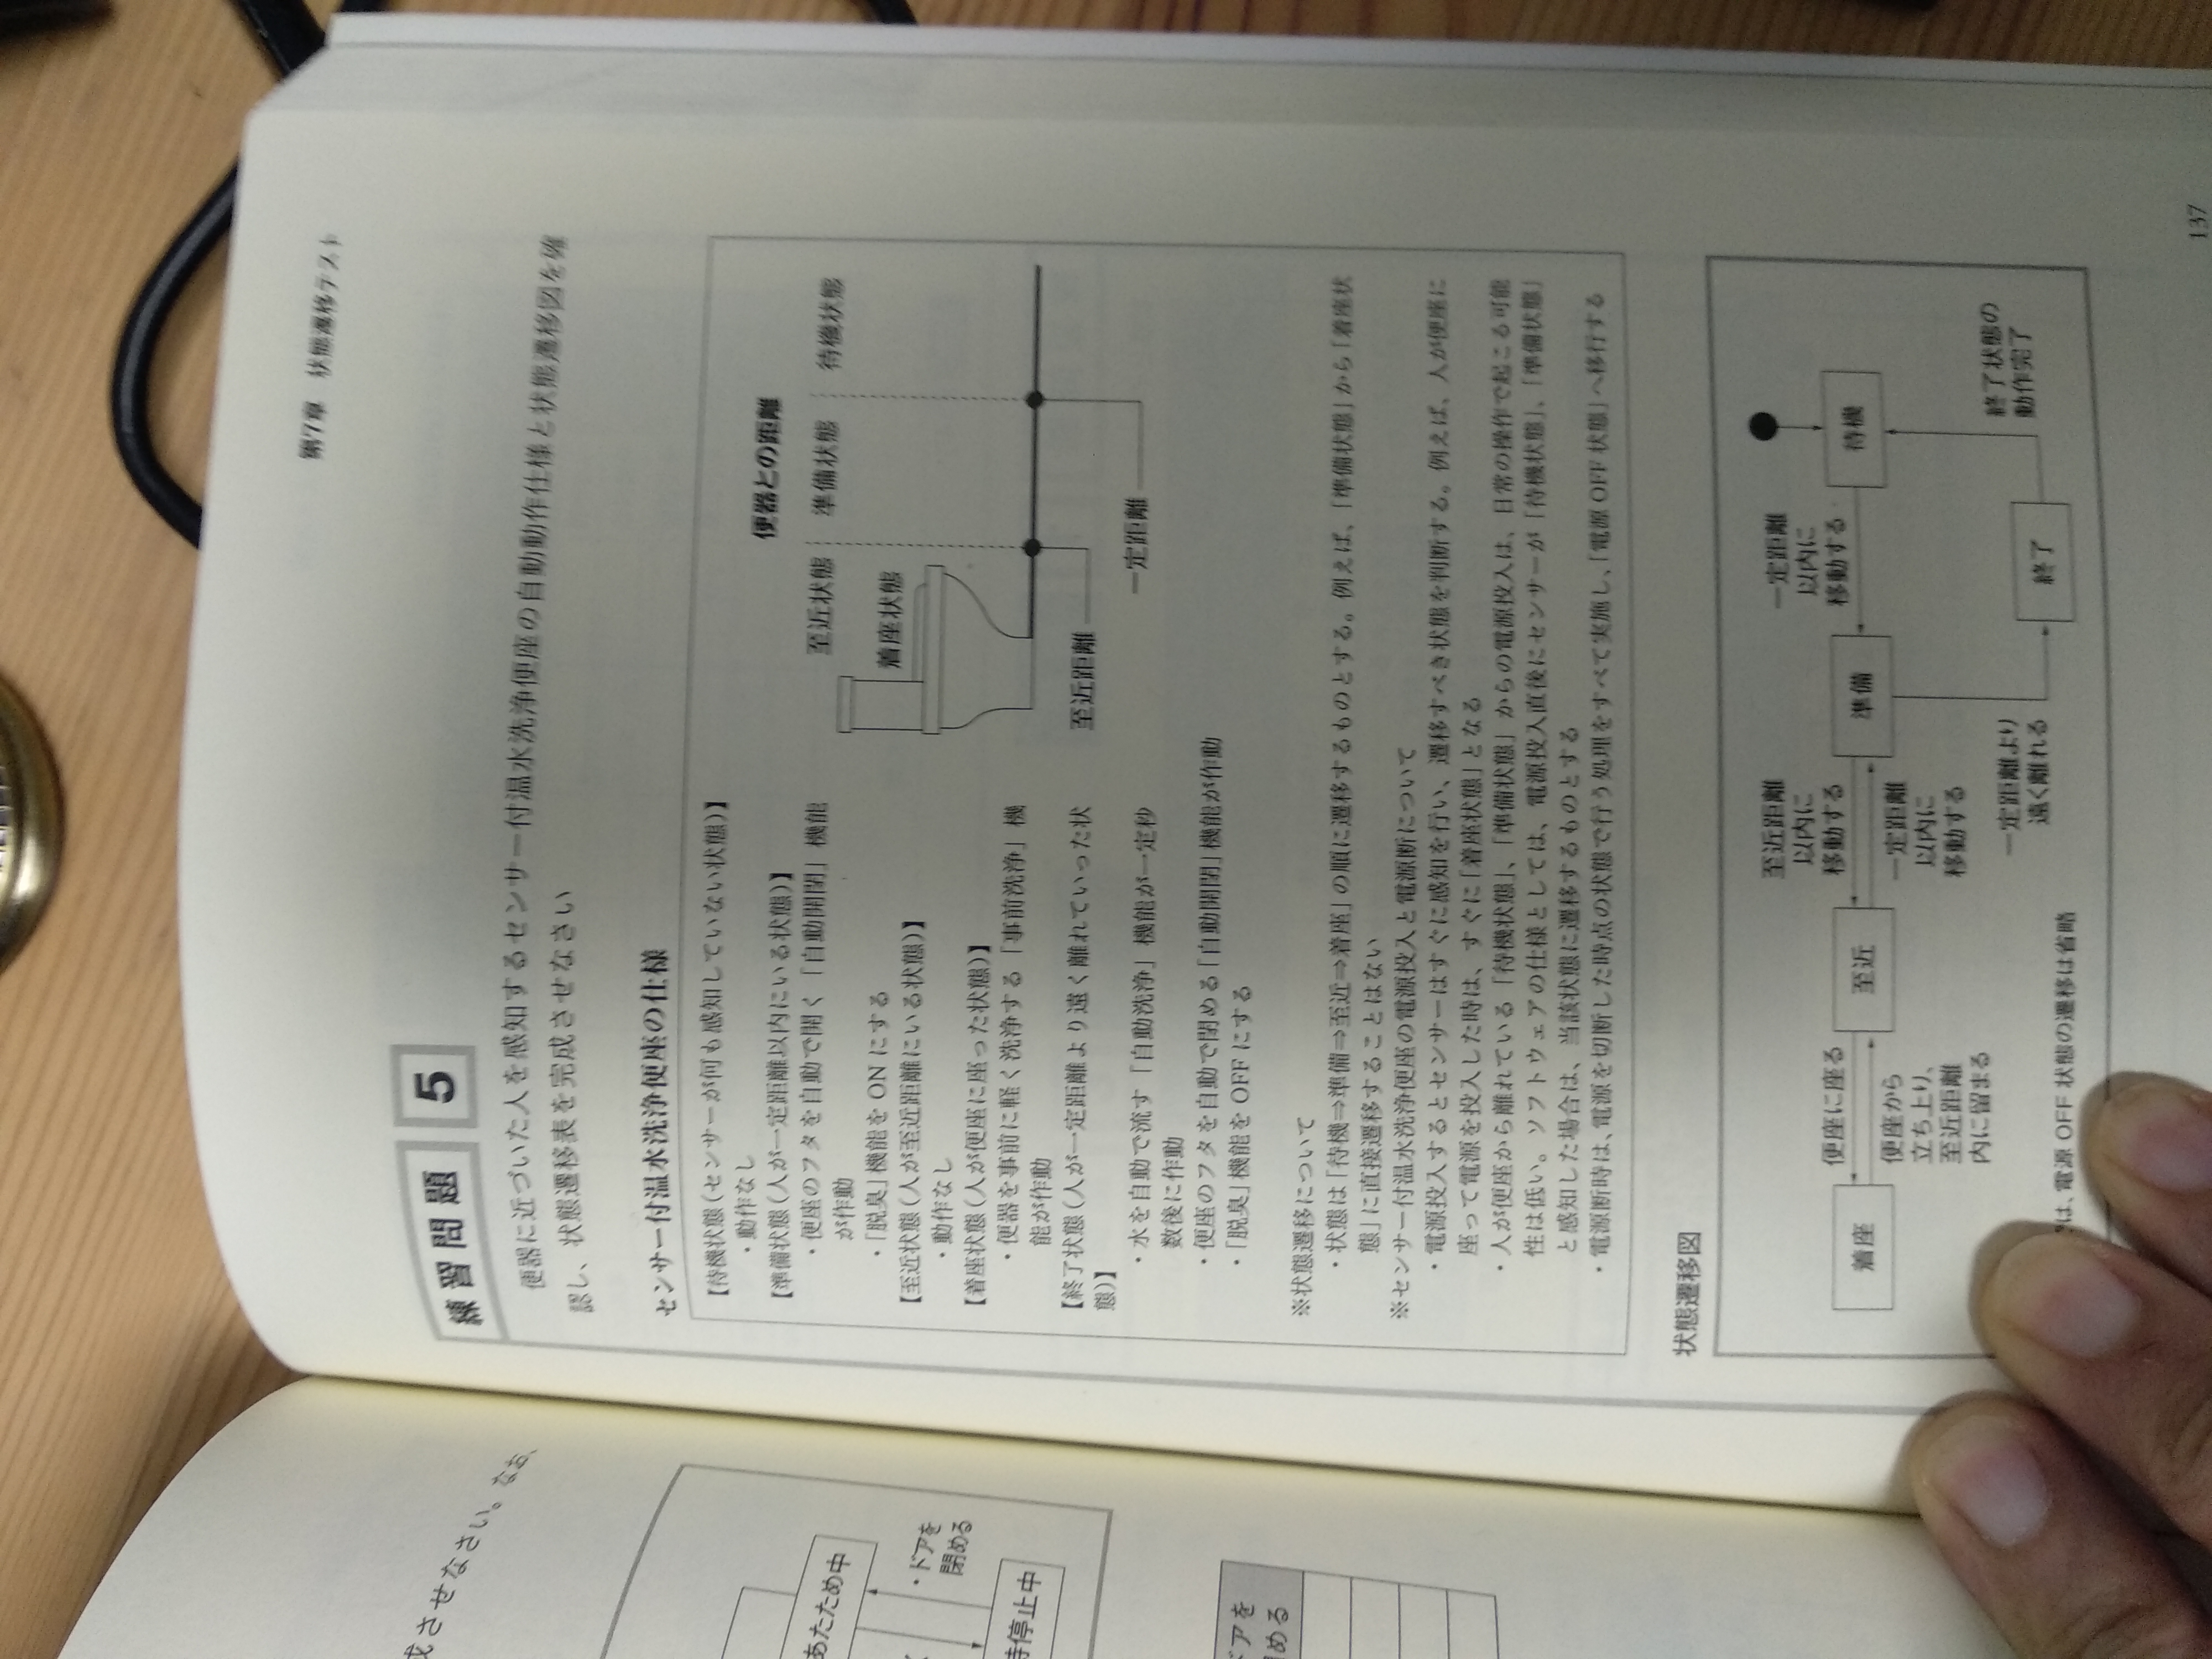 成させなさい。なお、
あたため中
・ドアを
閉める
時停止中
ドアを
閉める
第7章 状態遷移テスト
練習問題 5
便器に近づいた人を感知するセンサー付温水洗浄便座の自動動作仕様と状態遷移図を確
認し、状態遷移表を完成させなさい
センサー付温水洗浄便座の仕様
【待機状態（センサーが何も感知していない状態）】
・動作なし
【準備状態（人が一定距離以内にいる状態）】
・便座のフタを自動で開く「自動開閉」機能
が作動
・「脱臭」機能を ON にする
【至近状態（人が至近距離にいる状態）】
・動作なし
【着座状態（人が便座に座った状態）】
・便器を事前に軽く洗浄する「事前洗浄」機
能が作動
【終了状態（人が一定距離より遠く離れていった状
態）】
・水を自動で流す「自動洗浄」機能が一定秒
数後に作動
・便座のフタを自動で閉める「自動開閉」機能が作動
・「脱臭」機能を OFF にする
便器との距離
至近状態 準備状態 待機状態
着座状態
至近距離
一定距離
※状態遷移について
・状態は「待機⇒準備⇒至近⇒着座」の順に遷移するものとする。例えば、「準備状態」から「着座状
態」に直接遷移することはない
※センサー付温水洗浄便座の電源投入と電源断について
・電源投入するとセンサーはすぐに感知を行い、遷移すべき状態を判断する。例えば、人が便座に
座って電源を投入した時は、すぐに「着座状態」となる
・人が便座から離れている「待機状態」、「準備状態」からの電源投入は、日常の操作で起こる可能
性は低い。ソフトウェアの仕様としては、電源投入直後にセンサーが「待機状態」、「準備状態」
と感知した場合は、当該状態に遷移するものとする
・電源断時は、電源を切断した時点の状態で行う処理をすべて実施し、「電源 OFF 状態」へ移行する
状態遷移図
着座
便座に座る
便座から
立ち上り、
至近距離
内に留まる
至近
至近距離
以内に
移動する
一定距離
以内に
移動する
準備
一定距離
以内に
移動する
待機
一定距離より
遠く離れる
終了
終了状態の
動作完了
は、電源 OFF 状態の遷移は省略
137